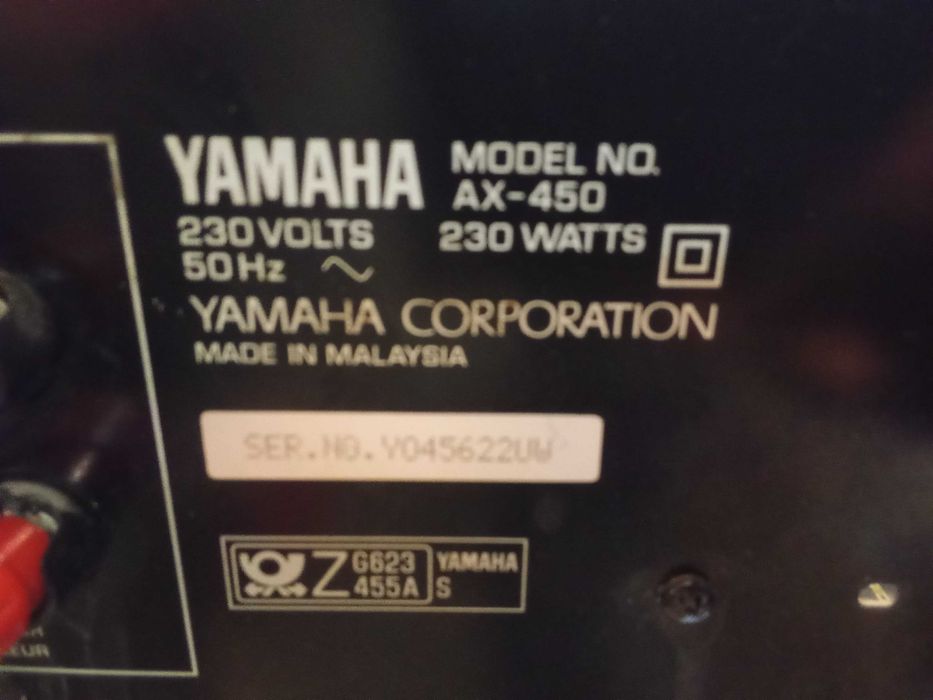 YAMAHA
MODEL NO.
AX-450
230 VOLTS 230 WATTS
50 Hz ~
YAMAHA CORPORATION
MADE IN MALAYSIA
SER.NO.Y045622UW
Z G623 YAMAHA
455A S